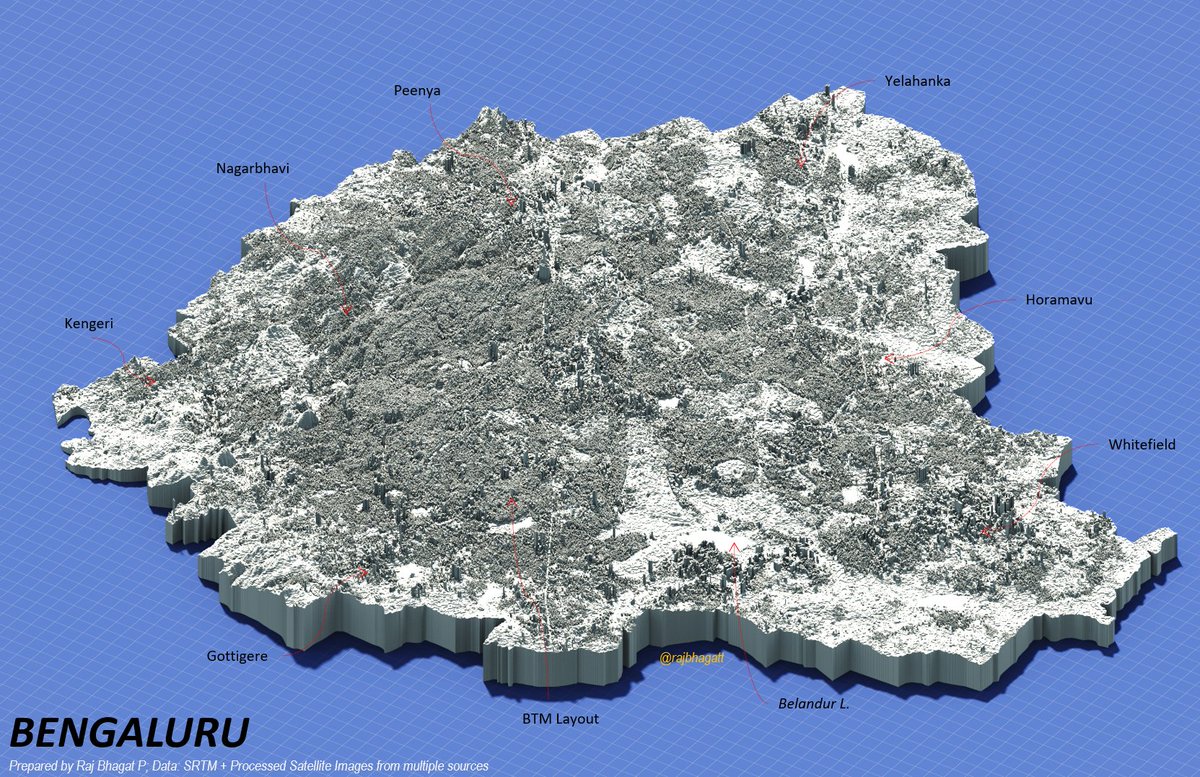 Yelahanka
Peenya
Nagarbhavi
Horamavu
Kengeri
Whitefield
Gottigere
@rajbhagatt
Belandur L.
BTM Layout
BENGALURU
Prepared by Raj Bhagat P, Data: SRTM + Processed Satellite Images from multiple sources